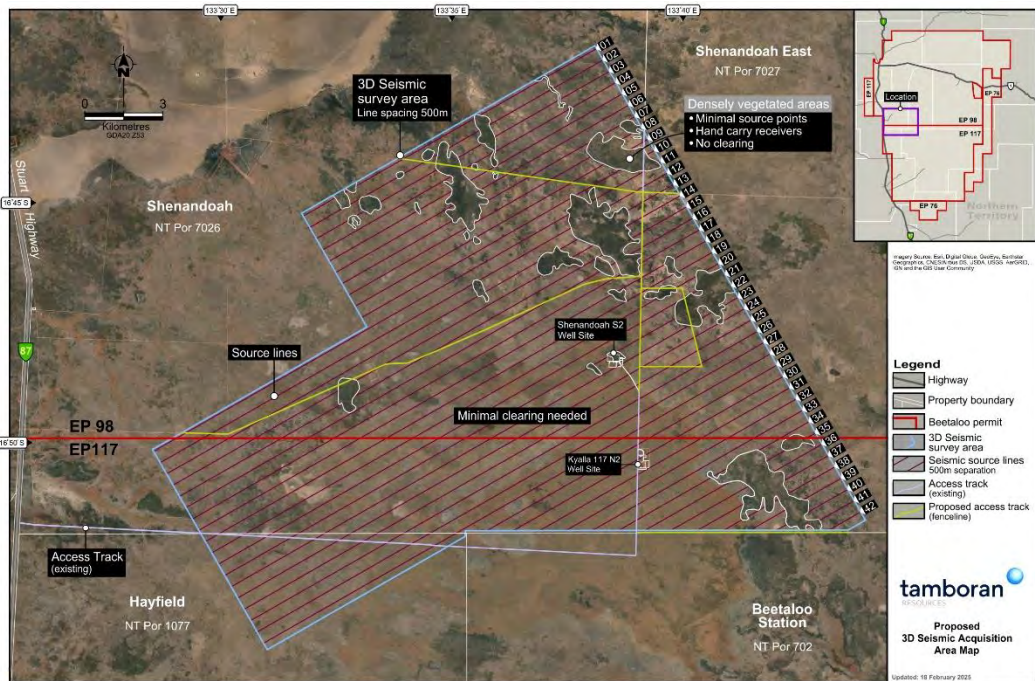 133°30' E
133°35' E
133°40' E
N
0
3
Kilometres
GDA20 Z53
3D Seismic
survey area
Line spacing 500m
Shenandoah East
NT Por 7027
Densely vegetated areas
• Minimal source points
• Hand carry receivers
• No clearing
01
02
03
04
05
06
07
08
09
10
11
12
13
14
15
16
17
18
19
20
21
22
23
24
25
26
27
28
29
30
31
32
33
34
35
36
37
38
39
40
41
42
Stuart Highway
16°45' S
Shenandoah
NT Por 7026
87
Source lines
Shenandoah S2
Well Site
Minimal clearing needed
EP 98
16°50' S
EP117
Kyalla 117 N2
Well Site
Access Track
(existing)
Hayfield
NT Por 1077
Beetaloo
Station
NT Por 702
Location
EP 117
EP 76
EP 98
EP 117
EP 76
Northern
Territory
Legend
Highway
Property boundary
Beetaloo permit
3D Seismic
survey area
Seismic source lines
500m separation
Access track
(existing)
Proposed access track
(fenceline)
tamboran
RESOURCES
Proposed
3D Seismic Acquisition
Area Map
Updated: 18 February 2025